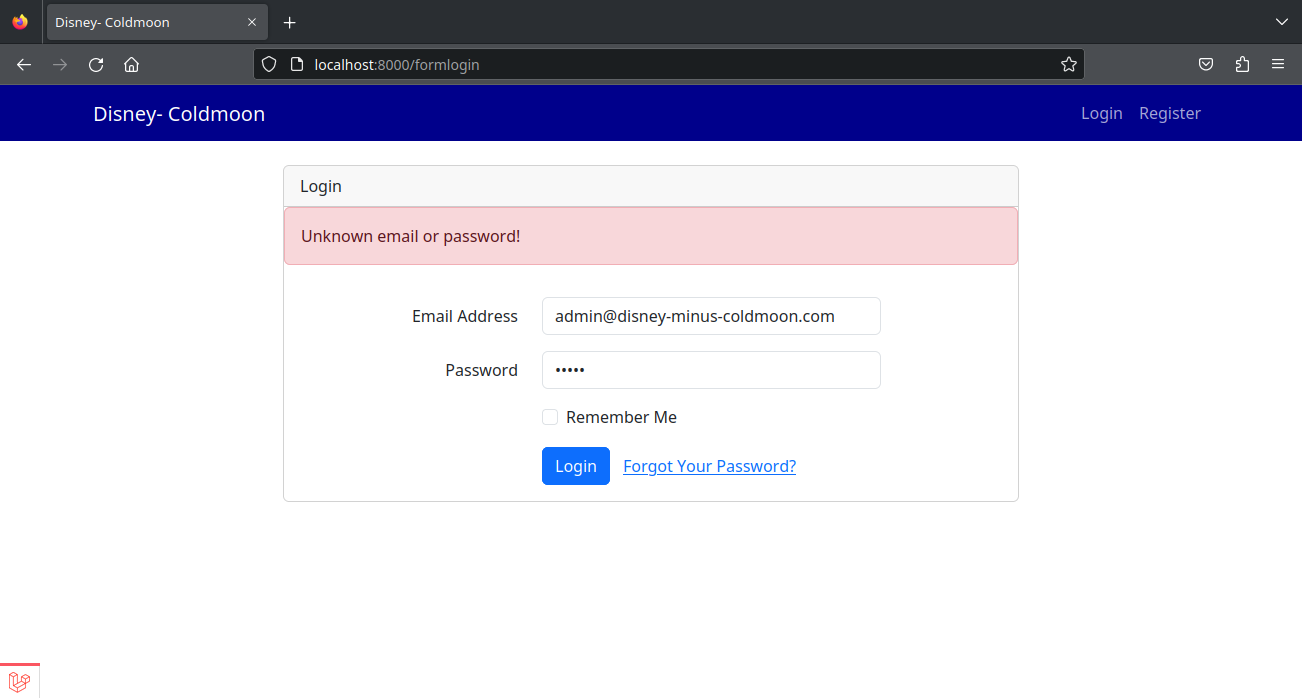 Disney- Coldmoon
localhost:8000/formlogin
Disney- Coldmoon
Login Register
Login
Unknown email or password!
Email Address admin@disney-minus-coldmoon.com
Password •••••
Remember Me
Login Forgot Your Password?